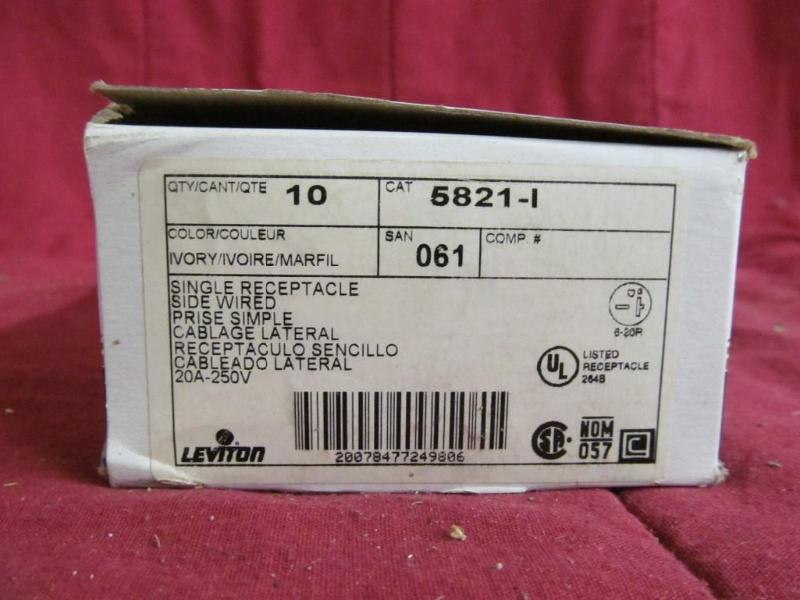 QTY/CANT/QTE 10
CAT 5821-I
COLOR/COULEUR
IVORY/IVOIRE/MARFIL
SAN 061
COMP. #
SINGLE RECEPTACLE
SIDE WIRED
PRISE SIMPLE
CABLAGE LATERAL
RECEPTACULO SENCILLO
CABLEADO LATERAL
20A-250V
6-20R
UL
LISTED
RECEPTACLE
264B
LEVITON
20078477249806
NOM
057